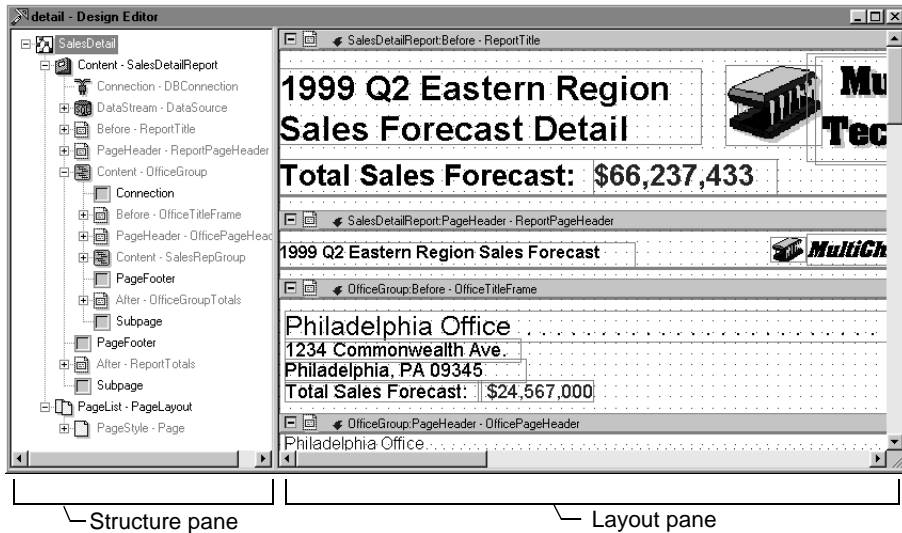 detail - Design Editor
SalesDetail
Content - SalesDetailReport
Connection - DBConnection
DataStream - DataSource
Before - ReportTitle
PageHeader - ReportPageHeader
Content - OfficeGroup
Connection
Before - OfficeTitleFrame
PageHeader - OfficePageHeac
Content - SalesRepGroup
PageFooter
After - OfficeGroupTotals
Subpage
PageFooter
After - ReportTotals
Subpage
PageList - PageLayout
PageStyle - Page
SalesDetailReport:Before - ReportTitle
1999 Q2 Eastern Region
Sales Forecast Detail
Mu
Tec
Total Sales Forecast: $66,237,433
SalesDetailReport:PageHeader - ReportPageHeader
1999 Q2 Eastern Region Sales Forecast
MultiCh
OfficeGroup:Before - OfficeTitleFrame
Philadelphia Office . . . . . . . . . . . . . . . . . . . .
1234 Commonwealth Ave.
Philadelphia, PA 09345
Total Sales Forecast: $24,567,000
OfficeGroup:PageHeader - OfficePageHeader
Philadelphia Office. . . . . . . . . . . . . . . . . . . .
Structure pane
Layout pane